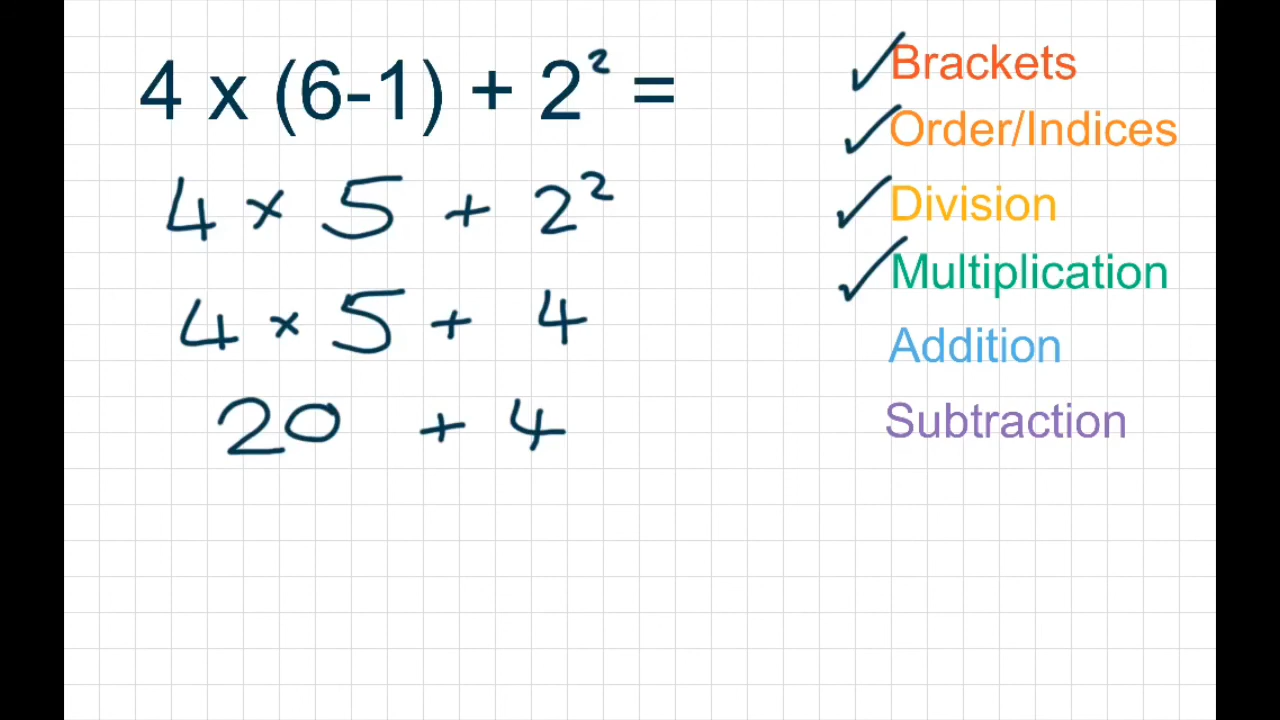 4 x (6-1) + 2² =
4 × 5 + 2²
4 × 5 + 4
20 + 4
Brackets
Order/Indices
Division
Multiplication
Addition
Subtraction